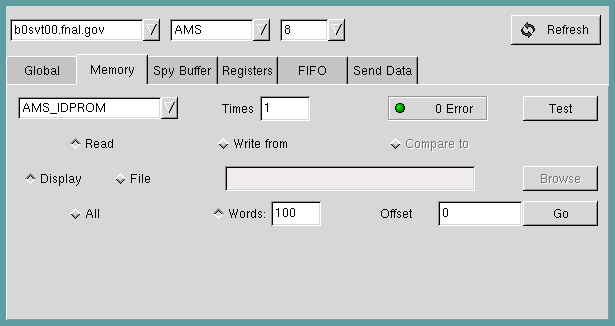 b0svt00.fnal.gov AMS 8 Refresh
Global Memory Spy Buffer Registers FIFO Send Data
AMS_IDPROM Times 1 0 Error Test
Read Write from Compare to
Display File Browse
All Words: 100 Offset 0 Go